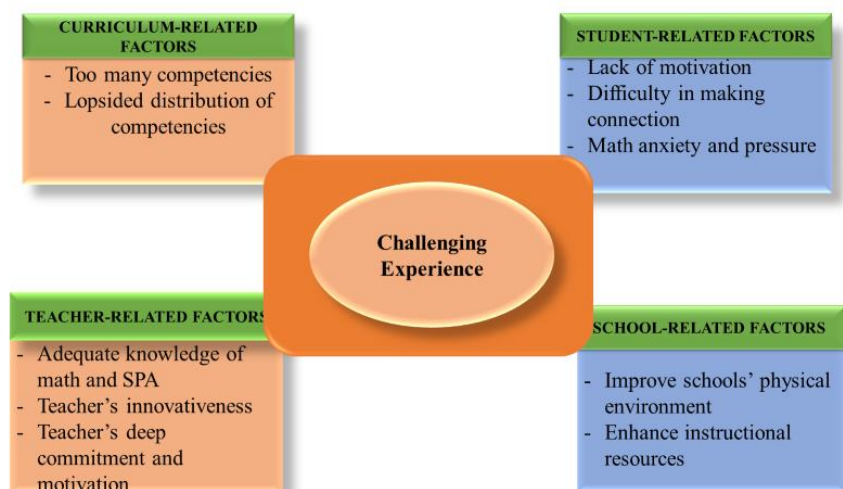 CURRICULUM-RELATED
FACTORS
- Too many competencies
- Lopsided distribution of
competencies
STUDENT-RELATED FACTORS
- Lack of motivation
- Difficulty in making
connection
- Math anxiety and pressure
Challenging
Experience
TEACHER-RELATED FACTORS
- Adequate knowledge of
math and SPA
- Teacher's innovativeness
- Teacher's deep
commitment and
motivation
SCHOOL-RELATED FACTORS
- Improve schools' physical
environment
- Enhance instructional
resources